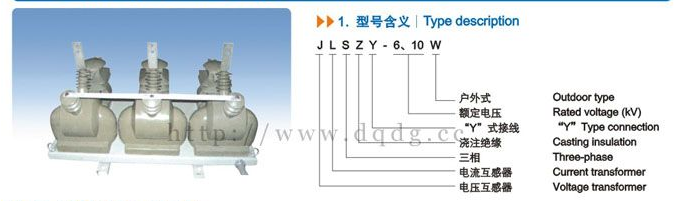 1. 型号含义 | Type description
J L S Z Y - 6、10 W
户外式 Outdoor type
额定电压 Rated voltage (kV)
“Y”式接线 “Y”Type connection
浇注绝缘 Casting insulation
三相 Three-phase
电流互感器 Current transformer
电压互感器 Voltage transformer
http://www.dqdg.cc